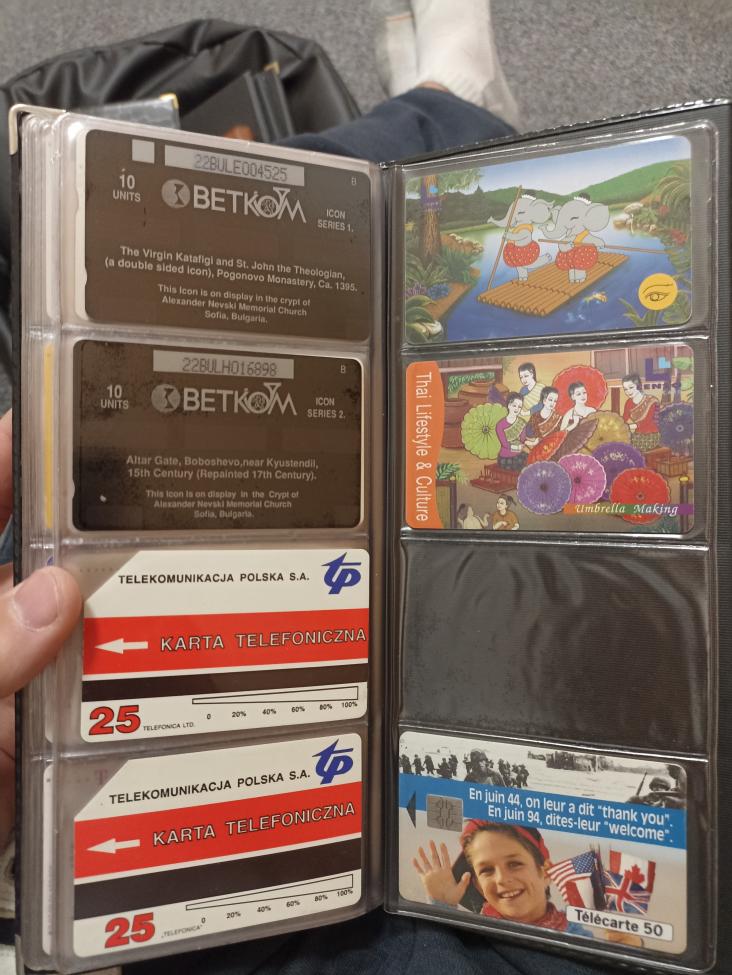 22BULE004525
B
10
UNITS
BETKOM
ICON
SERIES 1.
The Virgin Katafigi and St. John the Theologian,
(a double sided icon), Pogonovo Monastery, Ca. 1395.
This Icon is on display in the crypt of
Alexander Nevski Memorial Church
Sofia, Bulgaria.
22BULH016898
B
10
UNITS
BETKOM
ICON
SERIES 2.
Altar Gate, Boboshevo,near Kyustendil,
15th Century (Repainted 17th Century).
This Icon is on display in the Crypt of
Alexander Nevski Memorial Church
Sofia, Bulgaria.
TELEKOMUNIKACJA POLSKA S.A.
tp
KARTA TELEFONICZNA
25
TELEFONICA LTD.
0 20% 40% 60% 80% 100%
TELEKOMUNIKACJA POLSKA S.A.
tp
KARTA TELEFONICZNA
25
„TELEFONICA"
0 20% 40% 60% 80% 100%
Thai Lifestyle & Culture
Umbrella Making
En juin 44, on leur a dit "thank you".
En juin 94, dites-leur "welcome".
Télécarte 50